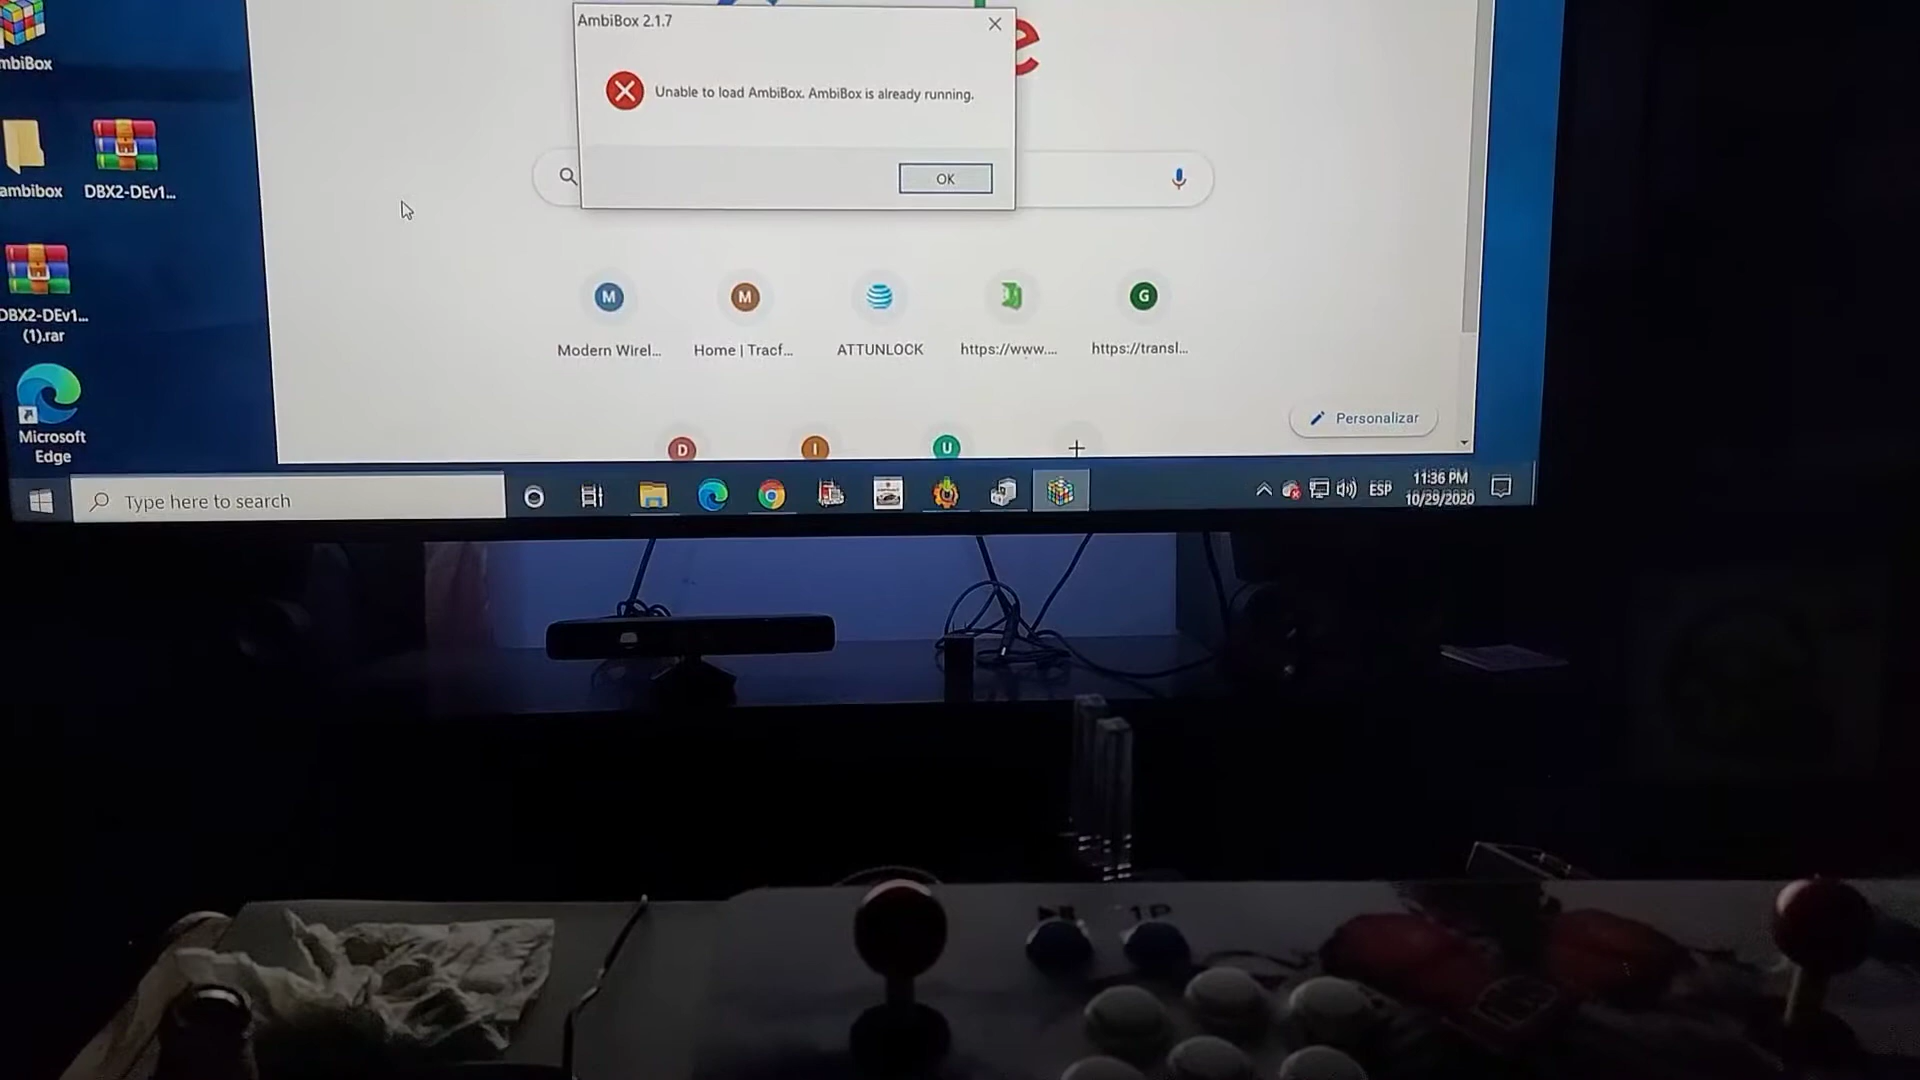 AmbiBox 2.1.7
Unable to load AmbiBox. AmbiBox is already running.
OK
e
mbiBox
ambibox
DBX2-DEv1...
DBX2-DEv1...
(1).rar
Microsoft
Edge
M
M
G
Modern Wirel...
Home | Tracf...
ATTUNLOCK
https://www....
https://transl...
Personalizar
D
I
U
Type here to search
ESP
11:36 PM
10/29/2020
1P